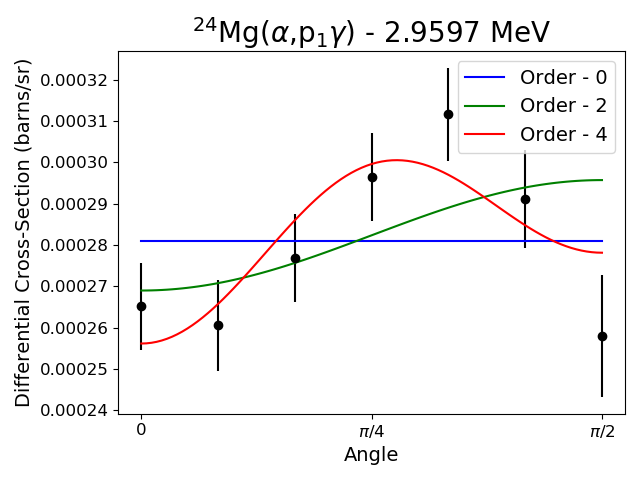 ²⁴Mg(α,p₁γ) - 2.9597 MeV
Differential Cross-Section (barns/sr)
0.00032
0.00031
0.00030
0.00029
0.00028
0.00027
0.00026
0.00025
0.00024
Order - 0
Order - 2
Order - 4
0
π/4
π/2
Angle